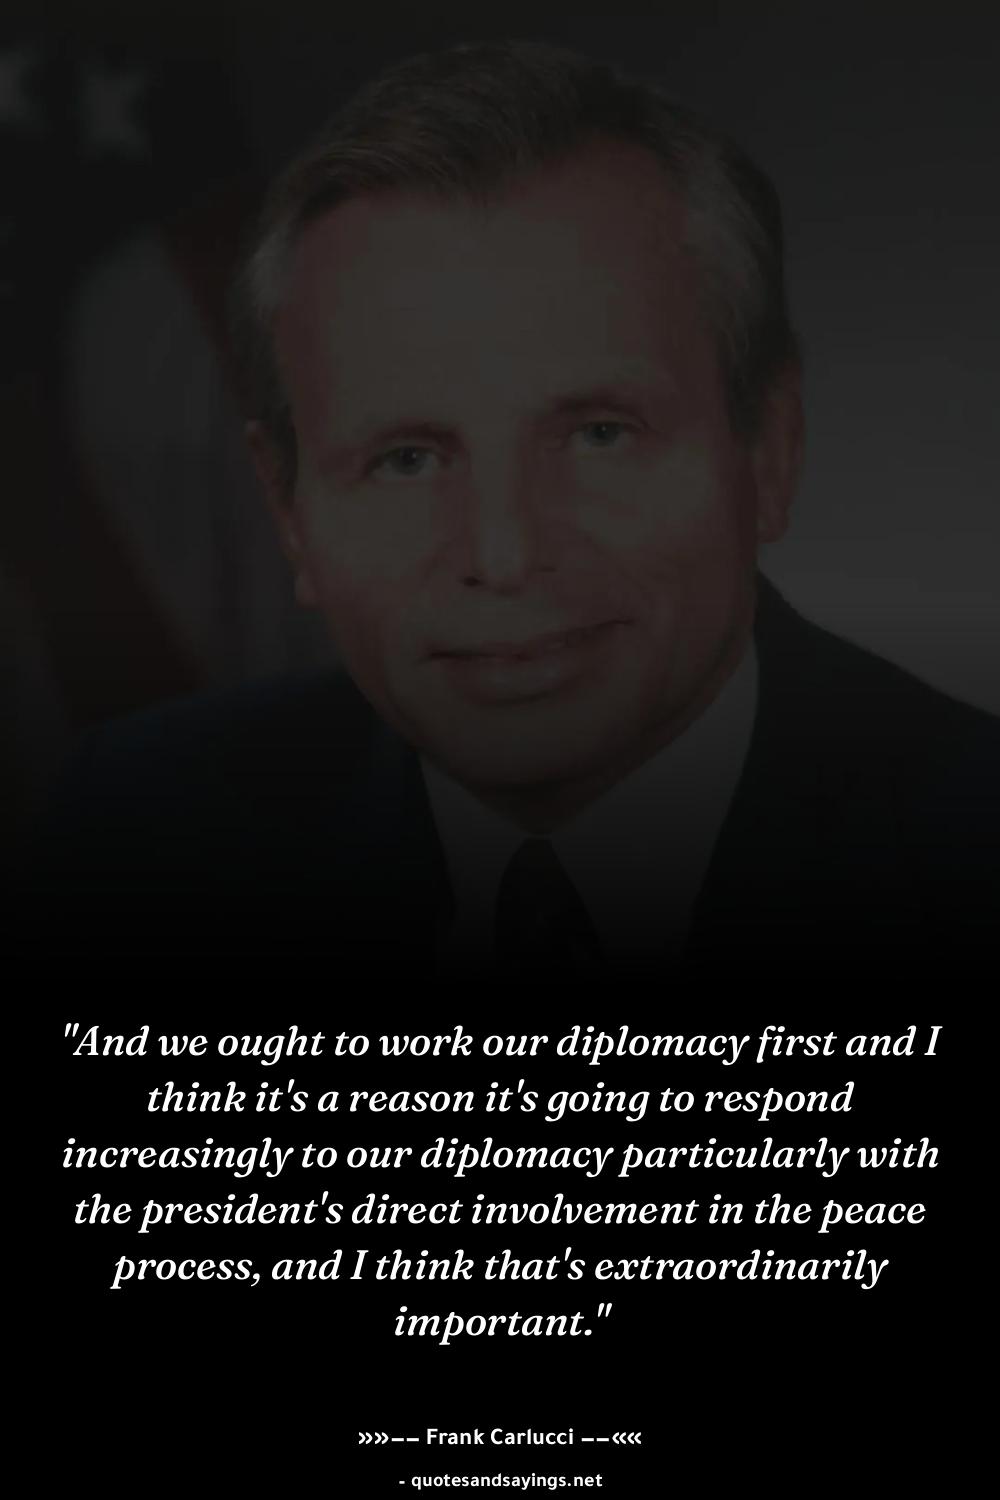 "And we ought to work our diplomacy first and I
think it's a reason it's going to respond
increasingly to our diplomacy particularly with
the president's direct involvement in the peace
process, and I think that's extraordinarily
important."
»»–– Frank Carlucci ––««
- quotesandsayings.net